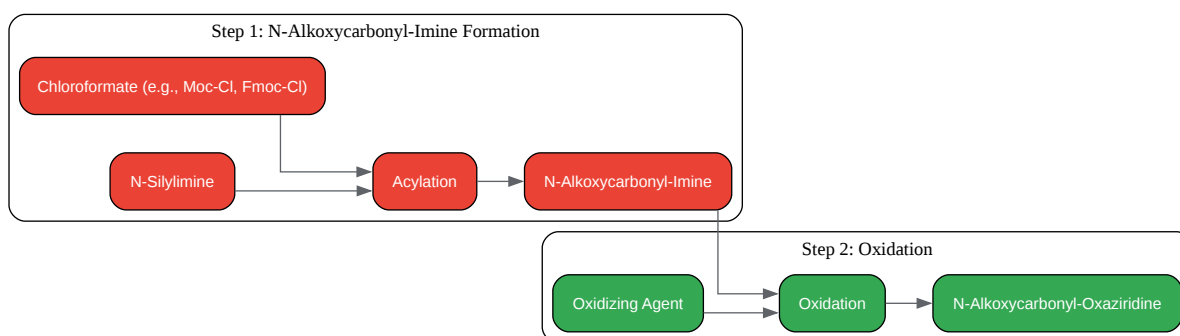 Step 1: N-Alkoxycarbonyl-Imine Formation
Chloroformate (e.g., Moc-Cl, Fmoc-Cl)
N-Silylimine
Acylation
N-Alkoxycarbonyl-Imine
Step 2: Oxidation
Oxidizing Agent
Oxidation
N-Alkoxycarbonyl-Oxaziridine